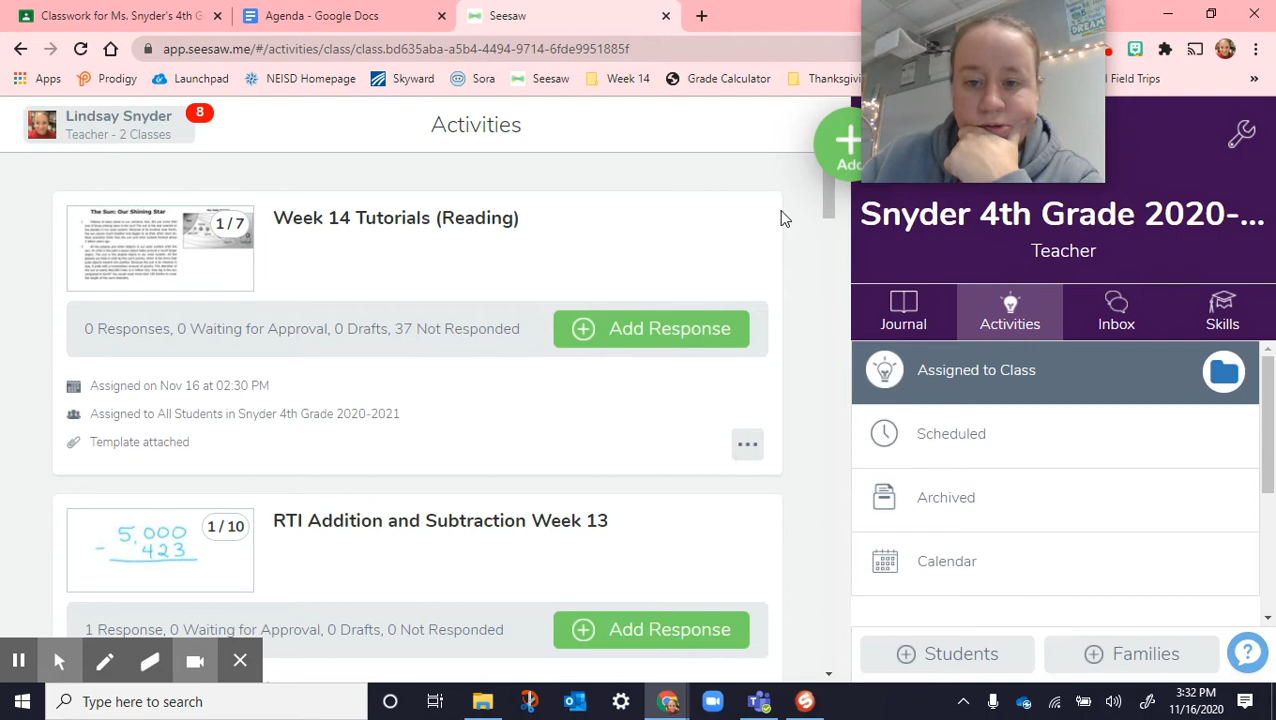 Classwork for Ms. Snyder's 4th G
Agenda - Google Docs
Seesaw
app.seesaw.me/#/activities/class/class.bd635aba-a5b4-4494-9714-6fde9951885f
Apps
Prodigy
Launchpad
NEISD Homepage
Skyward
Sora
Seesaw
Week 14
Grade Calculator
Thanksgivi
l Field Trips
DREAM
Lindsay Snyder
8
Teacher - 2 Classes
Activities
Add
The Sun: Our Shining Star
1 / 7
Week 14 Tutorials (Reading)
0 Responses, 0 Waiting for Approval, 0 Drafts, 37 Not Responded
Add Response
Assigned on Nov 16 at 02:30 PM
Assigned to All Students in Snyder 4th Grade 2020-2021
Template attached
5,000
- 423
1 / 10
RTI Addition and Subtraction Week 13
1 Response, 0 Waiting for Approval, 0 Drafts, 0 Not Responded
Add Response
Snyder 4th Grade 2020-...
Teacher
Journal
Activities
Inbox
Skills
Assigned to Class
Scheduled
Archived
Calendar
Students
Families
?
Type here to search
3:32 PM
11/16/2020